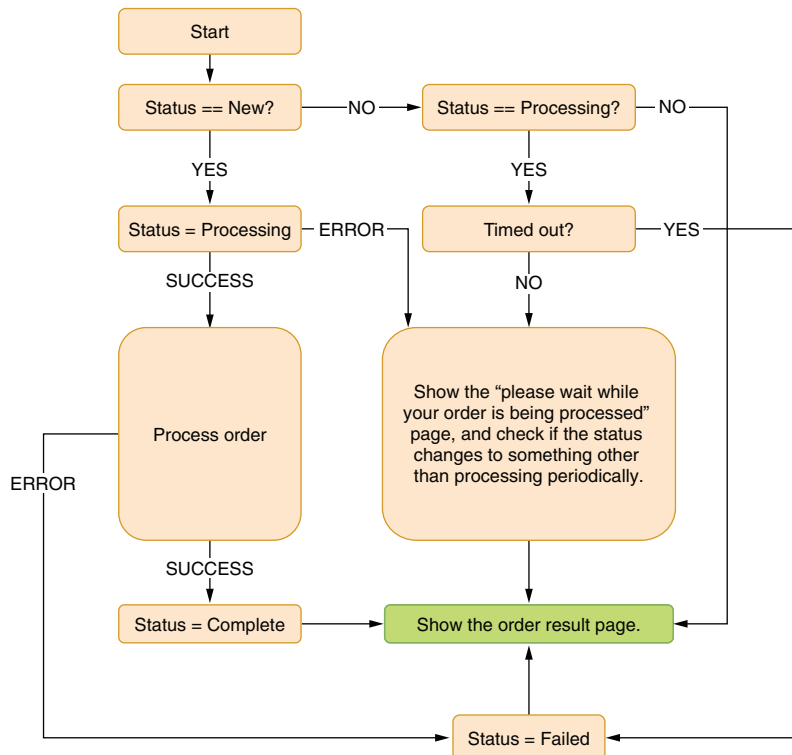 Start
Status == New?
NO
Status == Processing?
NO
YES
YES
Status = Processing
ERROR
Timed out?
YES
SUCCESS
NO
Process order
Show the “please wait while
your order is being processed”
page, and check if the status
changes to something other
than processing periodically.
ERROR
SUCCESS
Status = Complete
Show the order result page.
Status = Failed